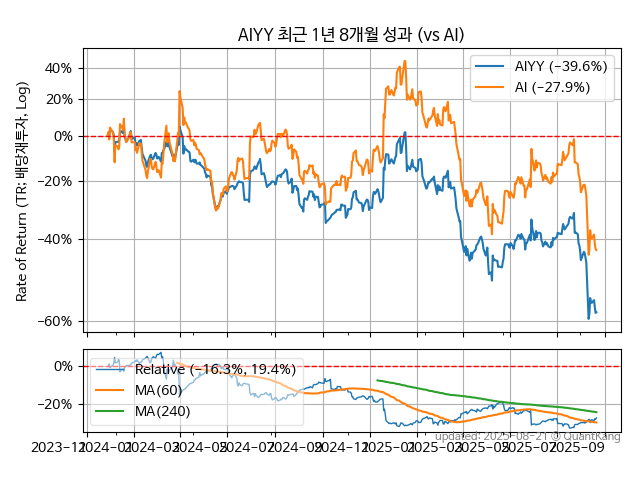 AIYY 최근 1년 8개월 성과 (vs AI)
Rate of Return (TR: 배당재투자, Log)
40%
20%
0%
−20%
−40%
−60%
AIYY (−39.6%)
AI (−27.9%)
0%
−20%
Relative (−16.3%, 19.4%)
MA(60)
MA(240)
updated: 2025-08-21 © QuantKang
2023-11
2024-01
2024-03
2024-05
2024-07
2024-09
2024-11
2025-01
2025-03
2025-05
2025-07
2025-09